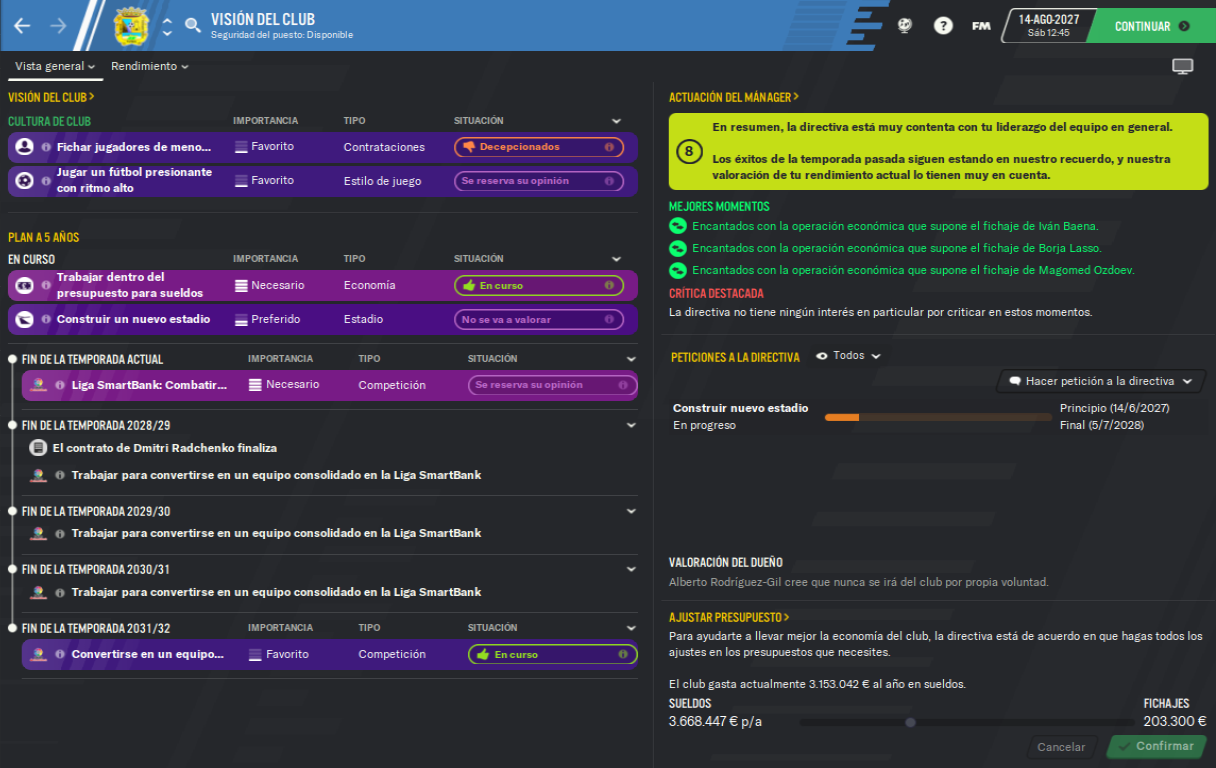 VISIÓN DEL CLUB
Seguridad del puesto: Disponible
FM
14-AGO-2027
Sáb 12:45
CONTINUAR
Vista general
Rendimiento
VISIÓN DEL CLUB
CULTURA DE CLUB IMPORTANCIA TIPO SITUACIÓN
Fichar jugadores de meno... Favorito Contrataciones Decepcionados
Jugar un fútbol presionante
con ritmo alto Favorito Estilo de juego Se reserva su opinión
PLAN A 5 AÑOS
EN CURSO IMPORTANCIA TIPO SITUACIÓN
Trabajar dentro del
presupuesto para sueldos Necesario Economía En curso
Construir un nuevo estadio Preferido Estadio No se va a valorar
FIN DE LA TEMPORADA ACTUAL IMPORTANCIA TIPO SITUACIÓN
Liga SmartBank: Combatir... Necesario Competición Se reserva su opinión
FIN DE LA TEMPORADA 2028/29
El contrato de Dmitri Radchenko finaliza
Trabajar para convertirse en un equipo consolidado en la Liga SmartBank
FIN DE LA TEMPORADA 2029/30
Trabajar para convertirse en un equipo consolidado en la Liga SmartBank
FIN DE LA TEMPORADA 2030/31
Trabajar para convertirse en un equipo consolidado en la Liga SmartBank
FIN DE LA TEMPORADA 2031/32 IMPORTANCIA TIPO SITUACIÓN
Convertirse en un equipo... Favorito Competición En curso
ACTUACIÓN DEL MÁNAGER
8
En resumen, la directiva está muy contenta con tu liderazgo del equipo en general.
Los éxitos de la temporada pasada siguen estando en nuestro recuerdo, y nuestra
valoración de tu rendimiento actual lo tienen muy en cuenta.
MEJORES MOMENTOS
Encantados con la operación económica que supone el fichaje de Iván Baena.
Encantados con la operación económica que supone el fichaje de Borja Lasso.
Encantados con la operación económica que supone el fichaje de Magomed Ozdoev.
CRÍTICA DESTACADA
La directiva no tiene ningún interés en particular por criticar en estos momentos.
PETICIONES A LA DIRECTIVA Todos
Hacer petición a la directiva
Construir nuevo estadio Principio (14/6/2027)
En progreso Final (5/7/2028)
VALORACIÓN DEL DUEÑO
Alberto Rodríguez-Gil cree que nunca se irá del club por propia voluntad.
AJUSTAR PRESUPUESTO
Para ayudarte a llevar mejor la economía del club, la directiva está de acuerdo en que hagas todos los
ajustes en los presupuestos que necesites.
El club gasta actualmente 3.153.042 € al año en sueldos.
SUELDOS FICHAJES
3.668.447 € p/a 203.300 €
Cancelar Confirmar